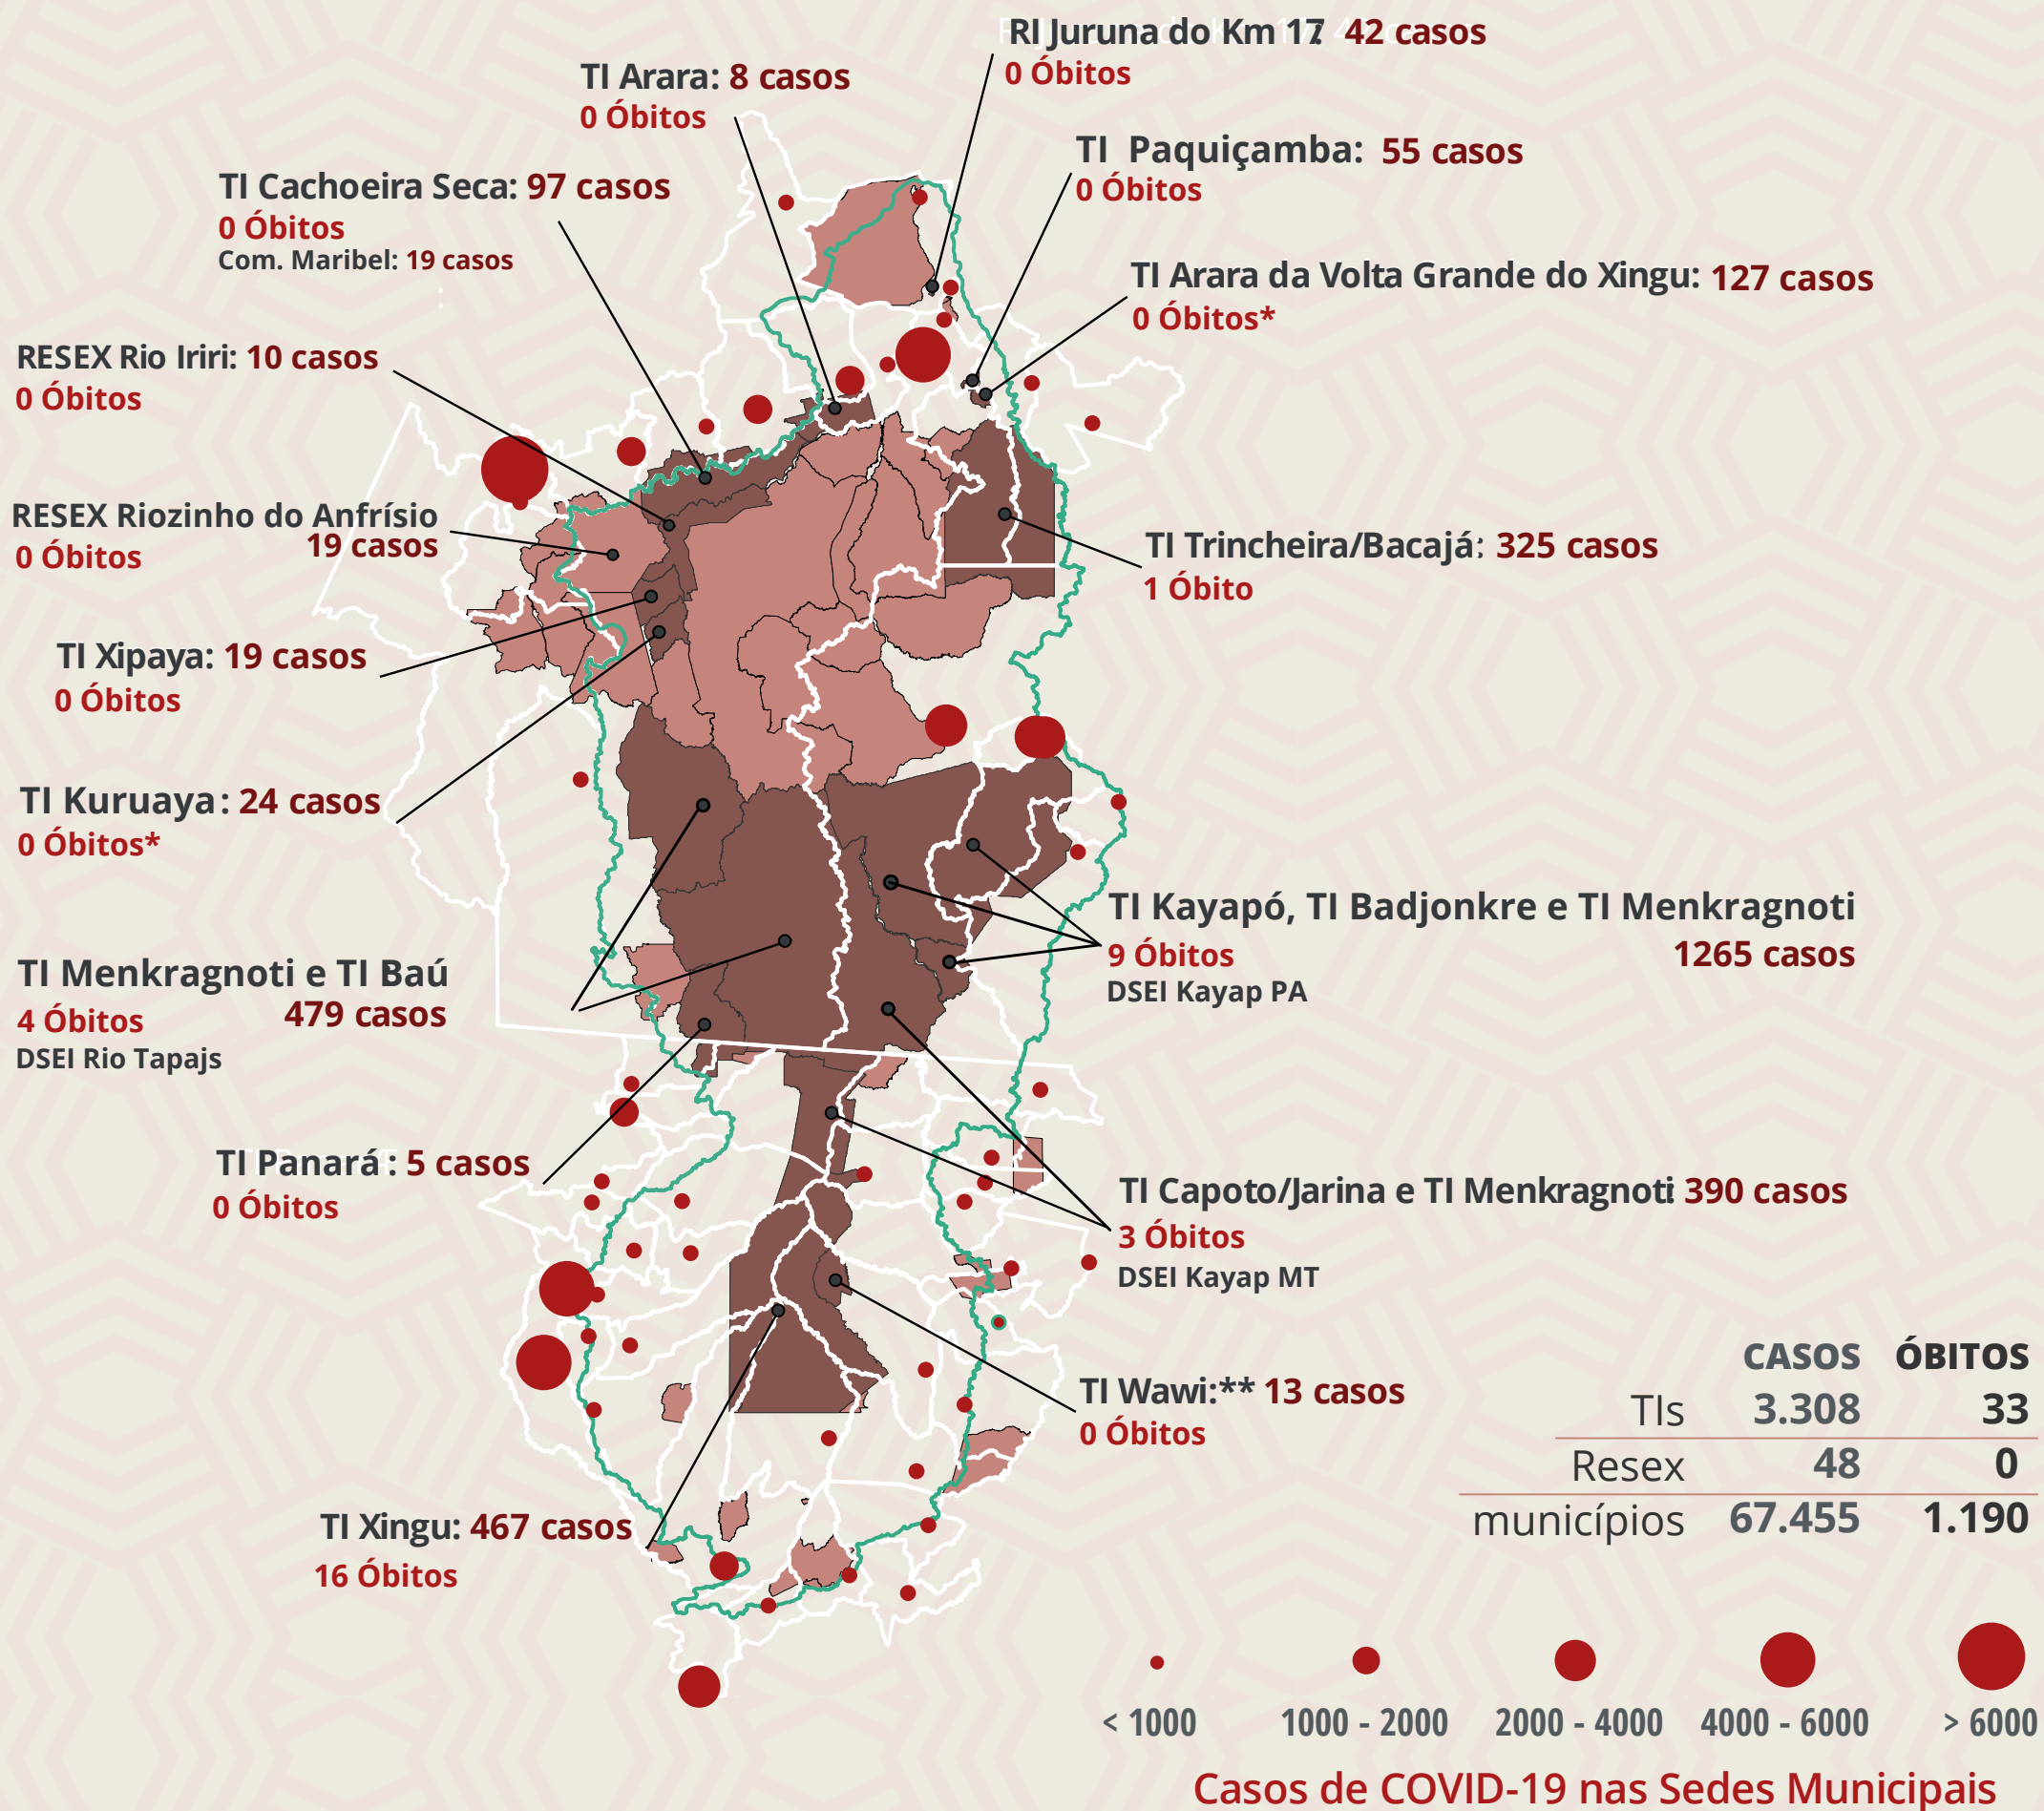 RI Juruna do Km 17 42 casos
0 Óbitos
TI Arara: 8 casos
0 Óbitos
TI Paquiçamba: 55 casos
0 Óbitos
TI Cachoeira Seca: 97 casos
0 Óbitos
Com. Maribel: 19 casos
TI Arara da Volta Grande do Xingu: 127 casos
0 Óbitos*
RESEX Rio Iriri: 10 casos
0 Óbitos
RESEX Riozinho do Anfrísio
19 casos
0 Óbitos
TI Trincheira/Bacajá: 325 casos
1 Óbito
TI Xipaya: 19 casos
0 Óbitos
TI Kuruaya: 24 casos
0 Óbitos*
TI Kayapó, TI Badjonkre e TI Menkragnoti
9 Óbitos 1265 casos
DSEI Kayap PA
TI Menkragnoti e TI Baú
479 casos
4 Óbitos
DSEI Rio Tapajs
TI Panará: 5 casos
0 Óbitos
TI Capoto/Jarina e TI Menkragnoti: 390 casos
3 Óbitos
DSEI Kayap MT
TI Wawi:** 13 casos
0 Óbitos
TI Xingu: 467 casos
16 Óbitos
CASOS ÓBITOS
TIs 3.308 33
Resex 48 0
municípios 67.455 1.190
< 1000 1000 - 2000 2000 - 4000 4000 - 6000 > 6000
Casos de COVID-19 nas Sedes Municipais